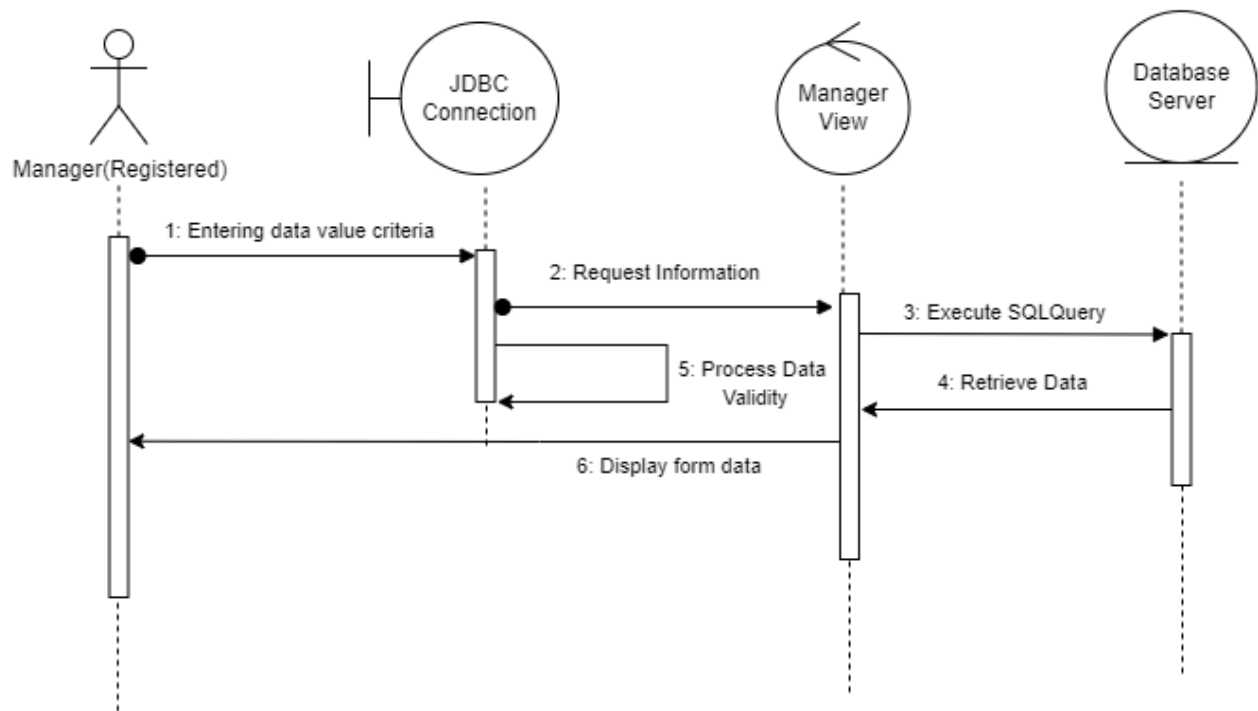 JDBC
Connection
Manager
View
Database
Server
Manager(Registered)
1: Entering data value criteria
2: Request Information
3: Execute SQLQuery
5: Process Data
Validity
4: Retrieve Data
6: Display form data